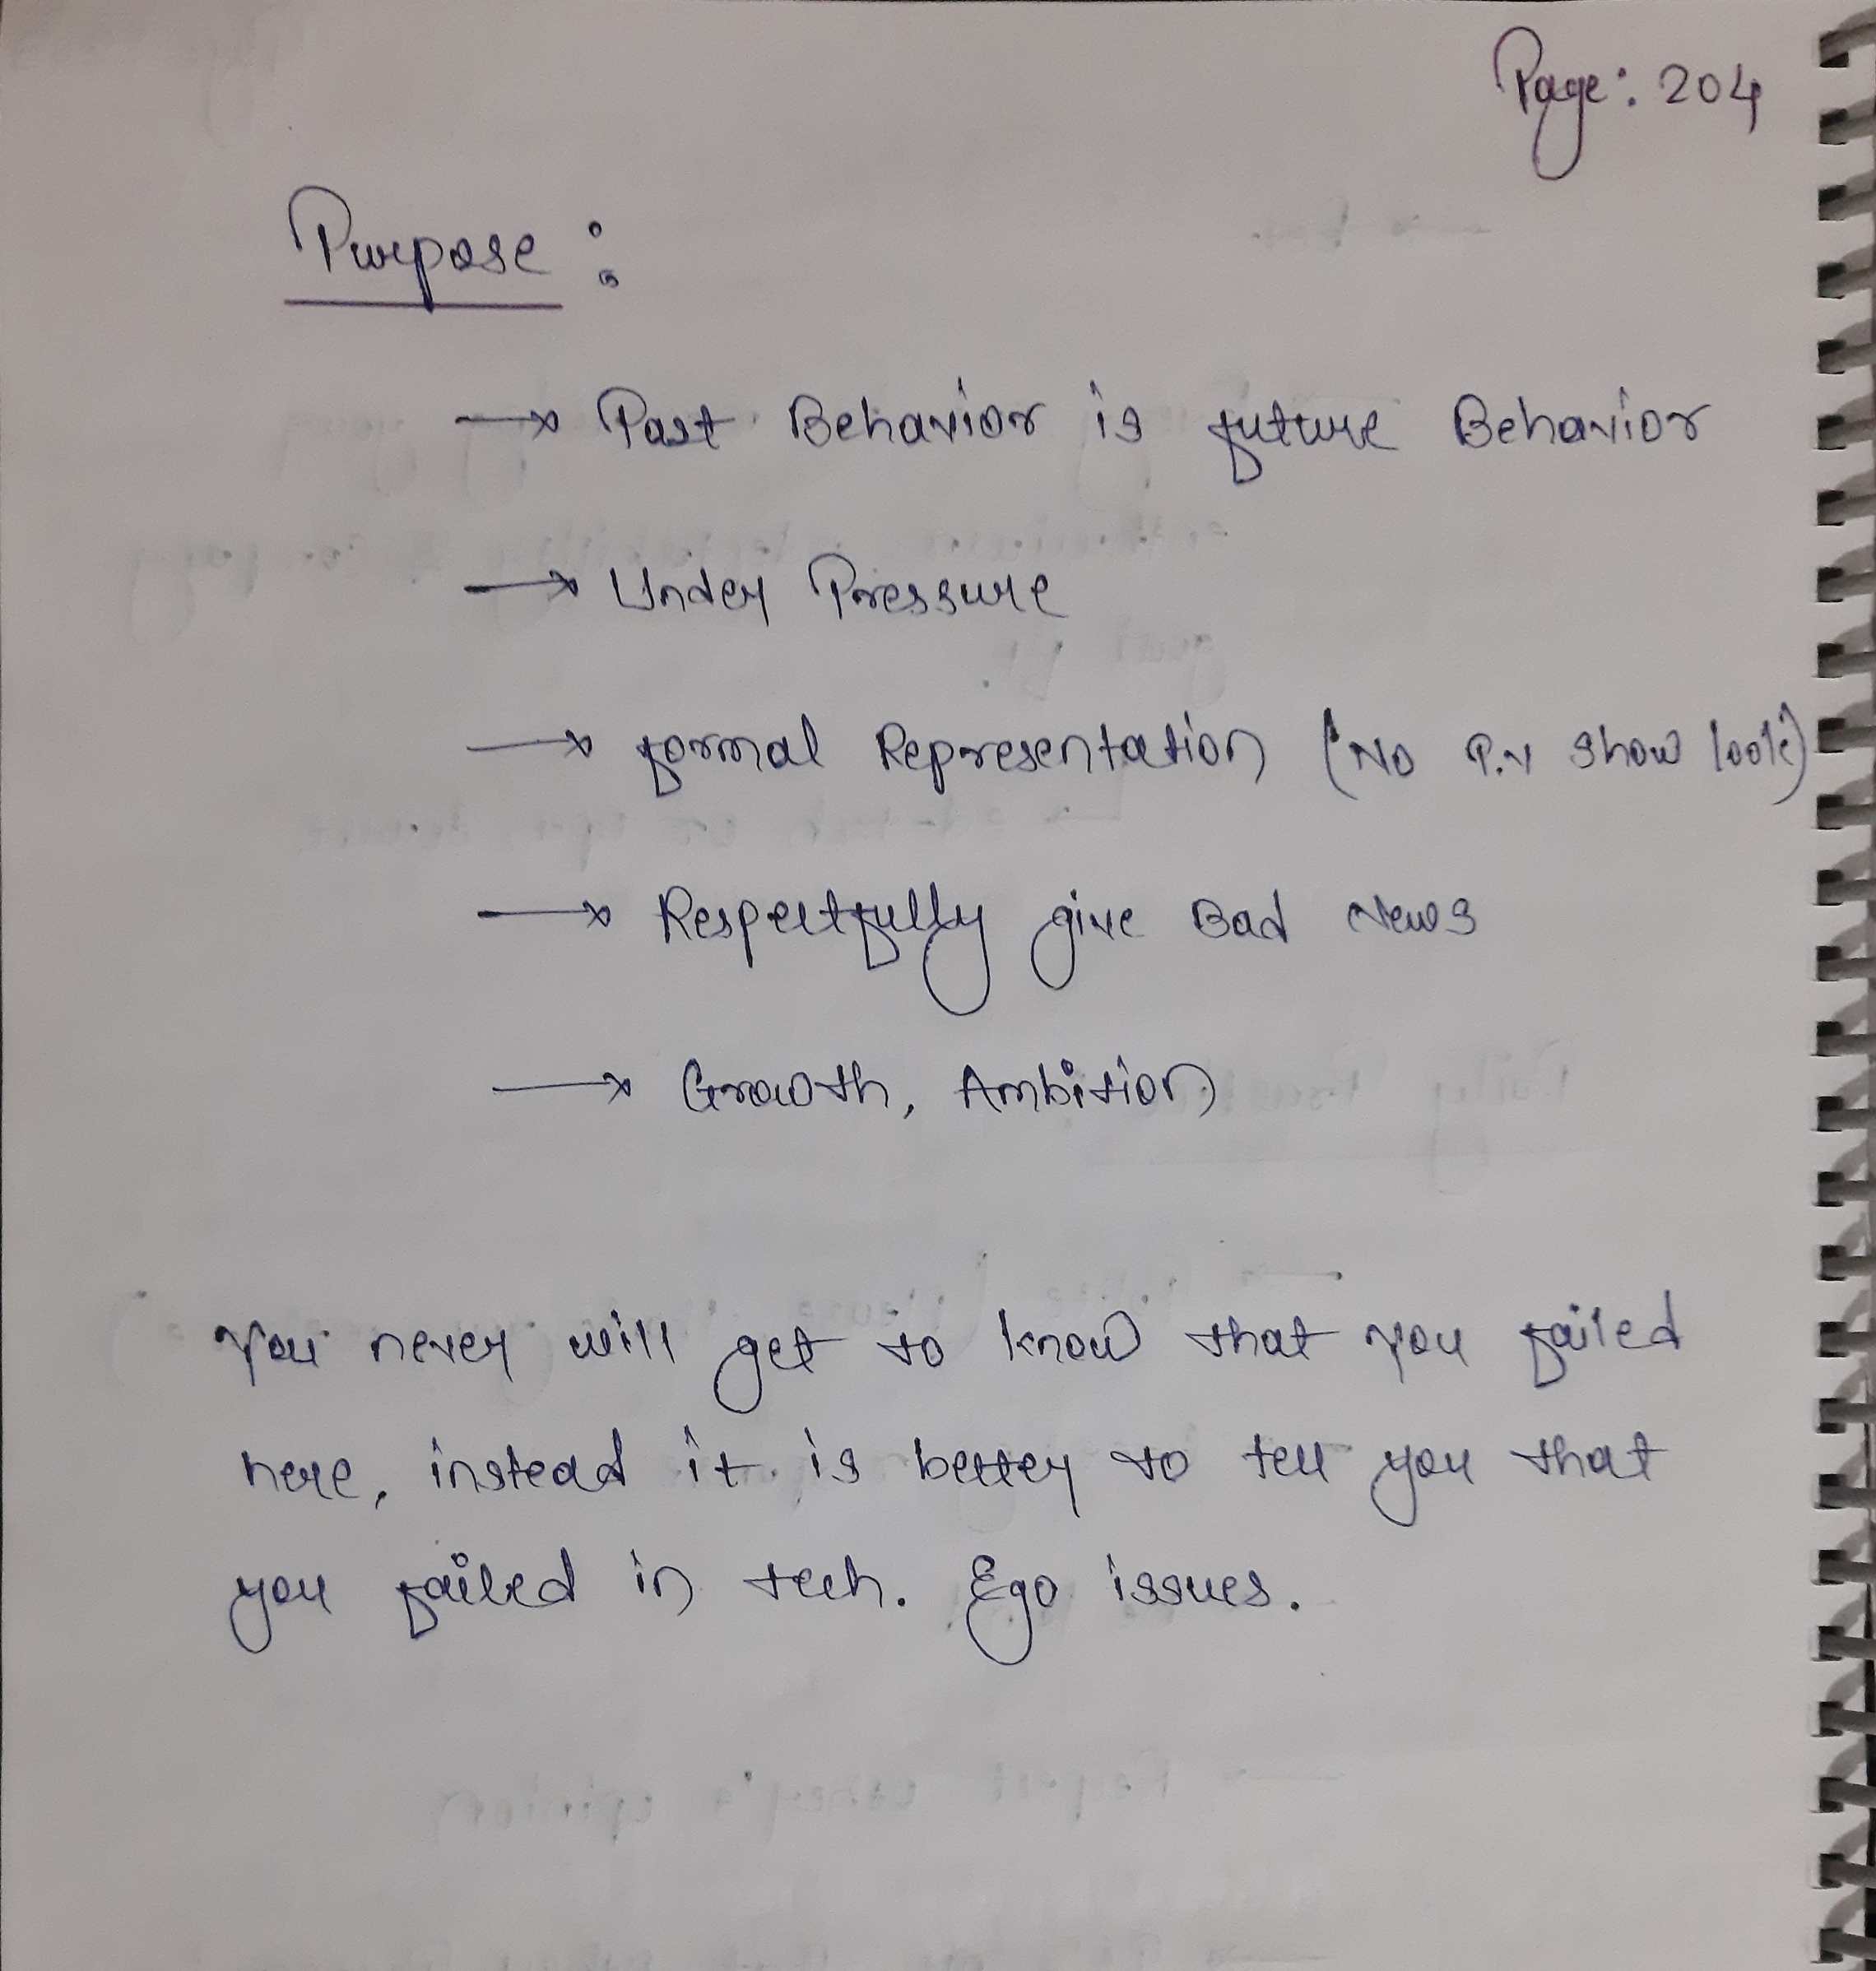 Page: 204
Purpose:
→ Past Behavior is future Behavior
→ Under Pressure
→ formal Representation (No P.N show look)
→ Respectfully give Bad News
→ Growth, Ambition
You never will get to know that you failed
here, instead it is better to tell you that
you failed in tech. Ego issues.